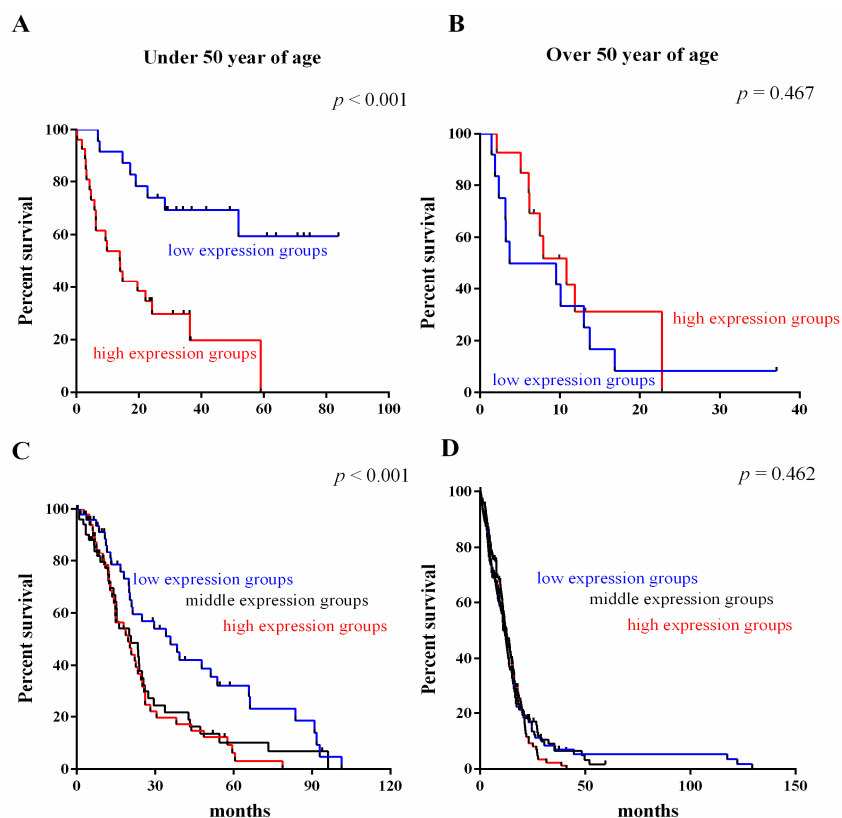 A
Under 50 year of age
p < 0.001
Percent survival
100
80
60
40
20
0
low expression groups
high expression groups
0 20 40 60 80 100
B
Over 50 year of age
p = 0.467
Percent survival
100
80
60
40
20
0
high expression groups
low expression groups
0 10 20 30 40
C
p < 0.001
Percent survival
100
80
60
40
20
0
low expression groups
middle expression groups
high expression groups
0 30 60 90 120
months
D
p = 0.462
Percent survival
100
80
60
40
20
0
low expression groups
middle expression groups
high expression groups
0 50 100 150
months